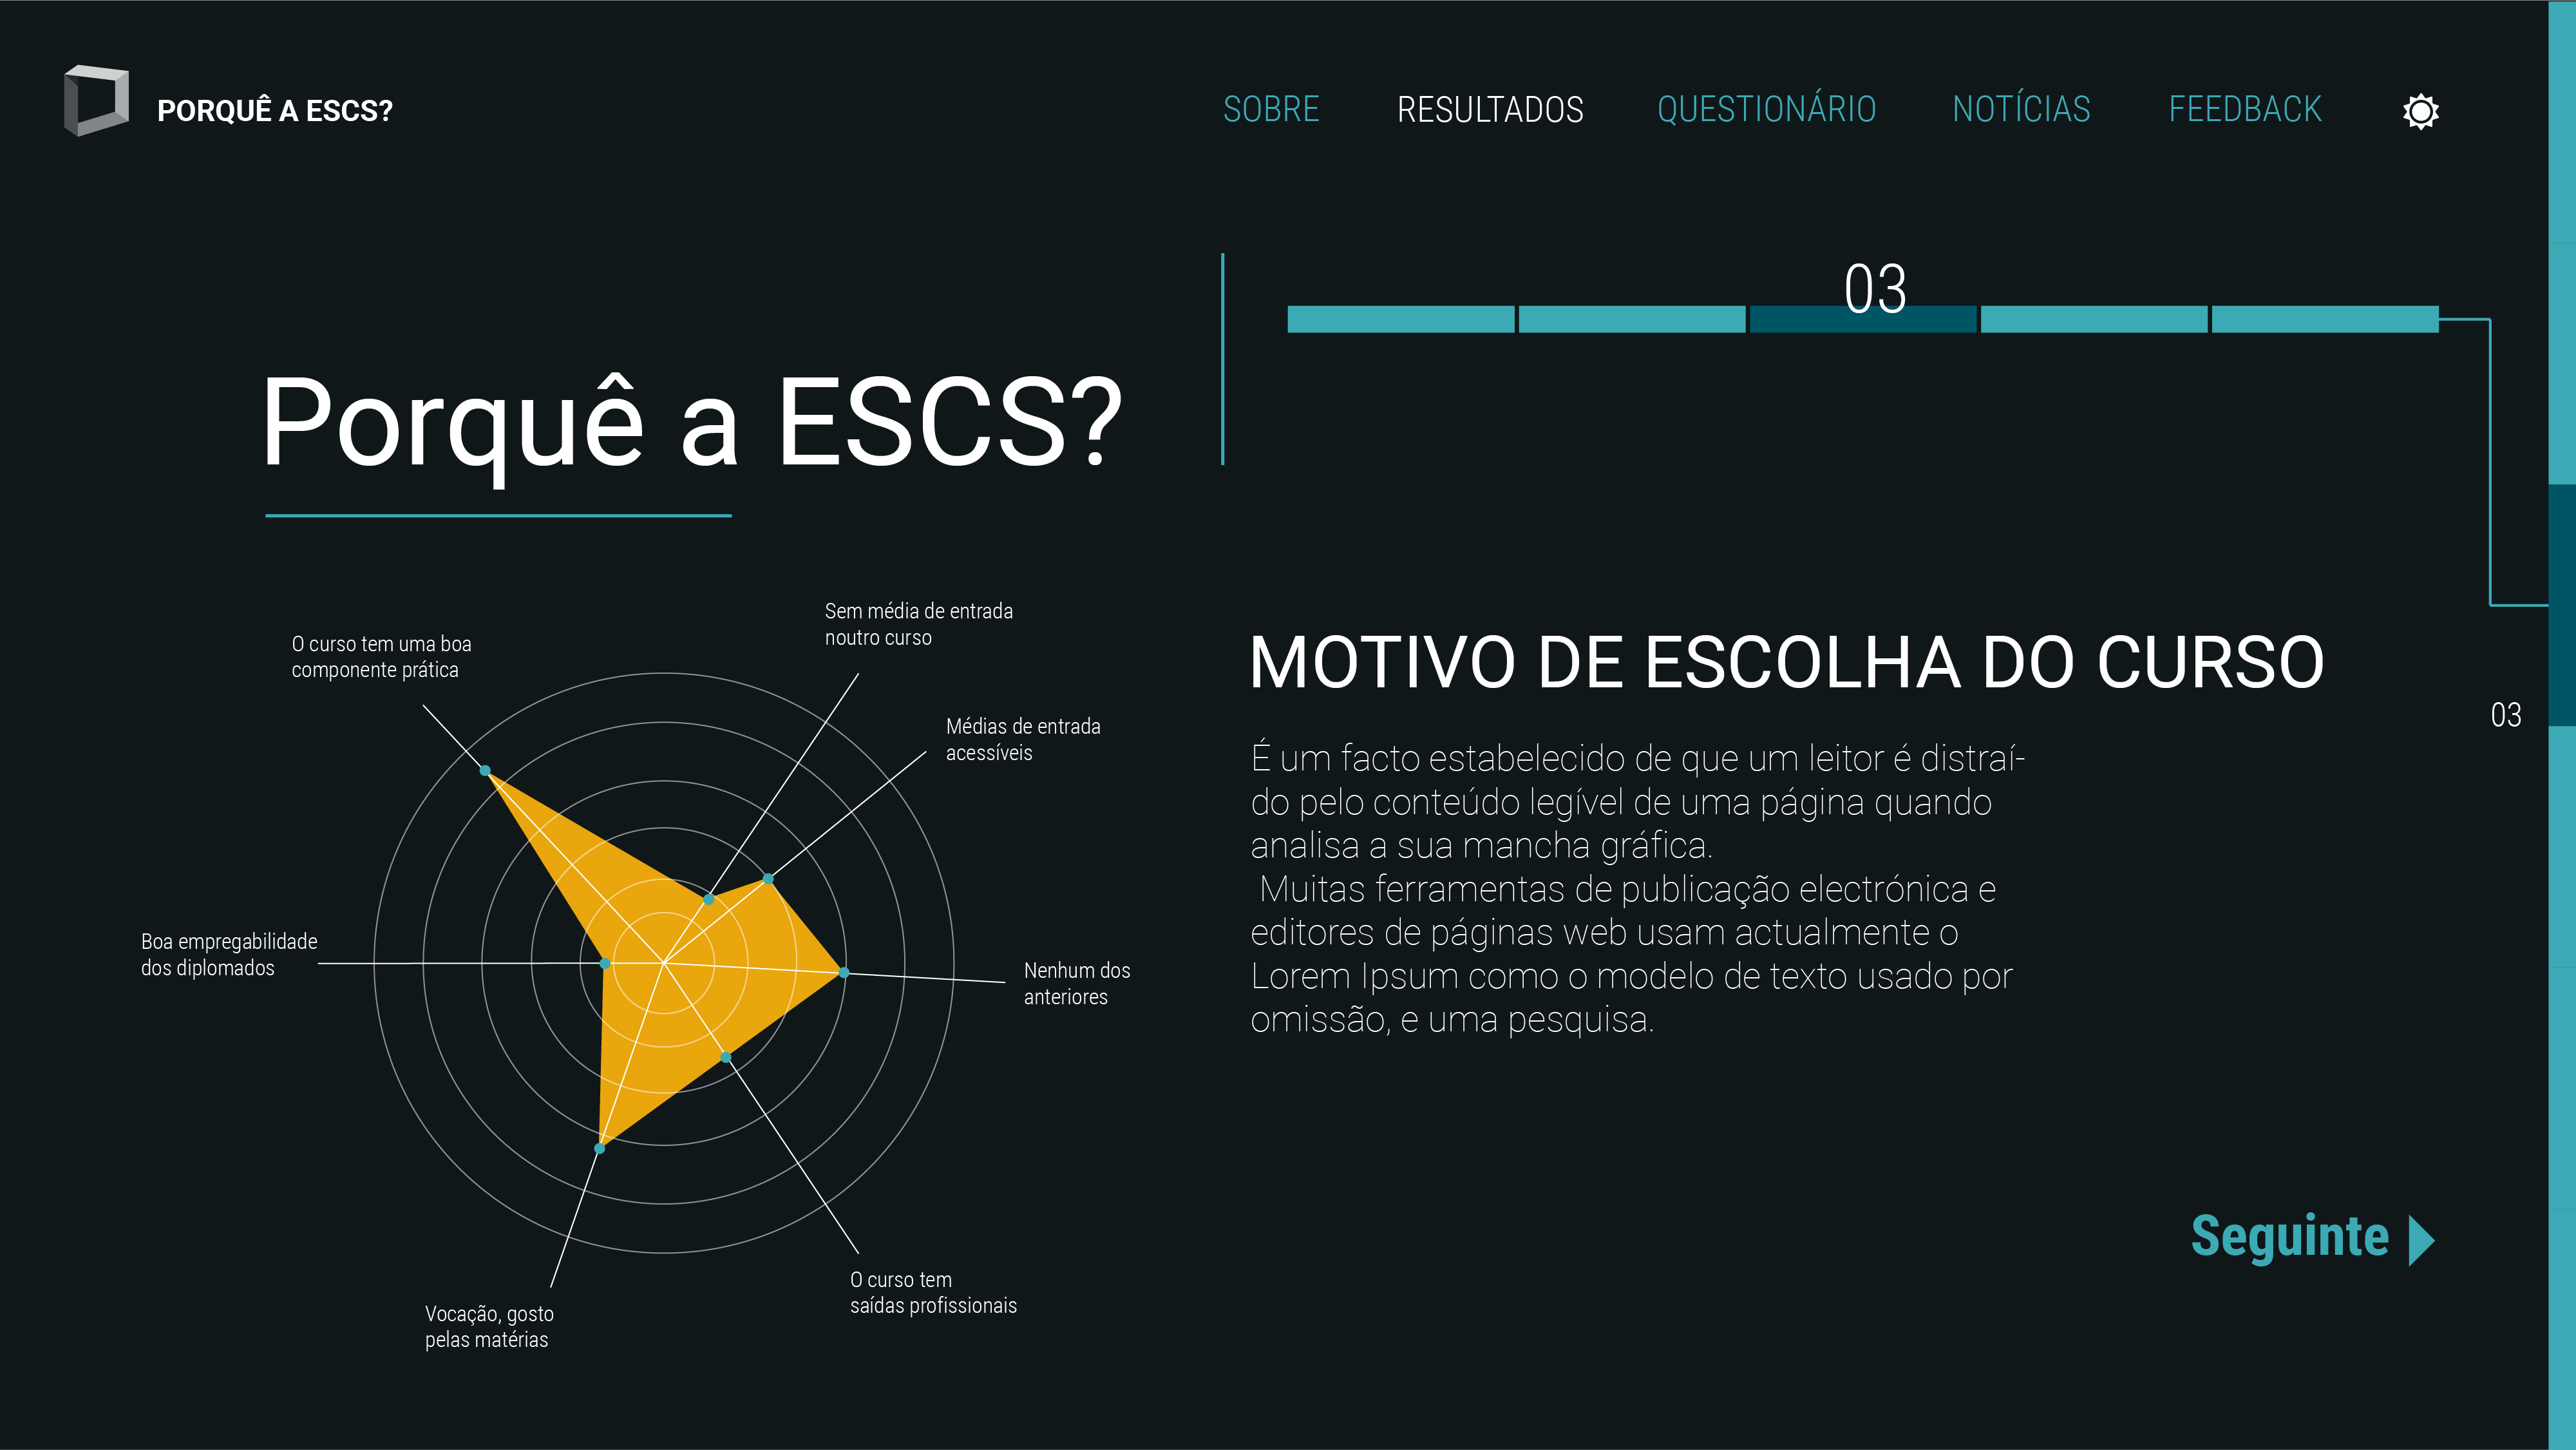 PORQUÊ A ESCS?
SOBRE
RESULTADOS
QUESTIONÁRIO
NOTÍCIAS
FEEDBACK
03
Porquê a ESCS?
Sem média de entrada
noutro curso
O curso tem uma boa
componente prática
Médias de entrada
acessíveis
Boa empregabilidade
dos diplomados
Nenhum dos
anteriores
O curso tem
saídas profissionais
Vocação, gosto
pelas matérias
MOTIVO DE ESCOLHA DO CURSO
03
É um facto estabelecido de que um leitor é distraí-
do pelo conteúdo legível de uma página quando
analisa a sua mancha gráfica.
Muitas ferramentas de publicação electrónica e
editores de páginas web usam actualmente o
Lorem Ipsum como o modelo de texto usado por
omissão, e uma pesquisa.
Seguinte